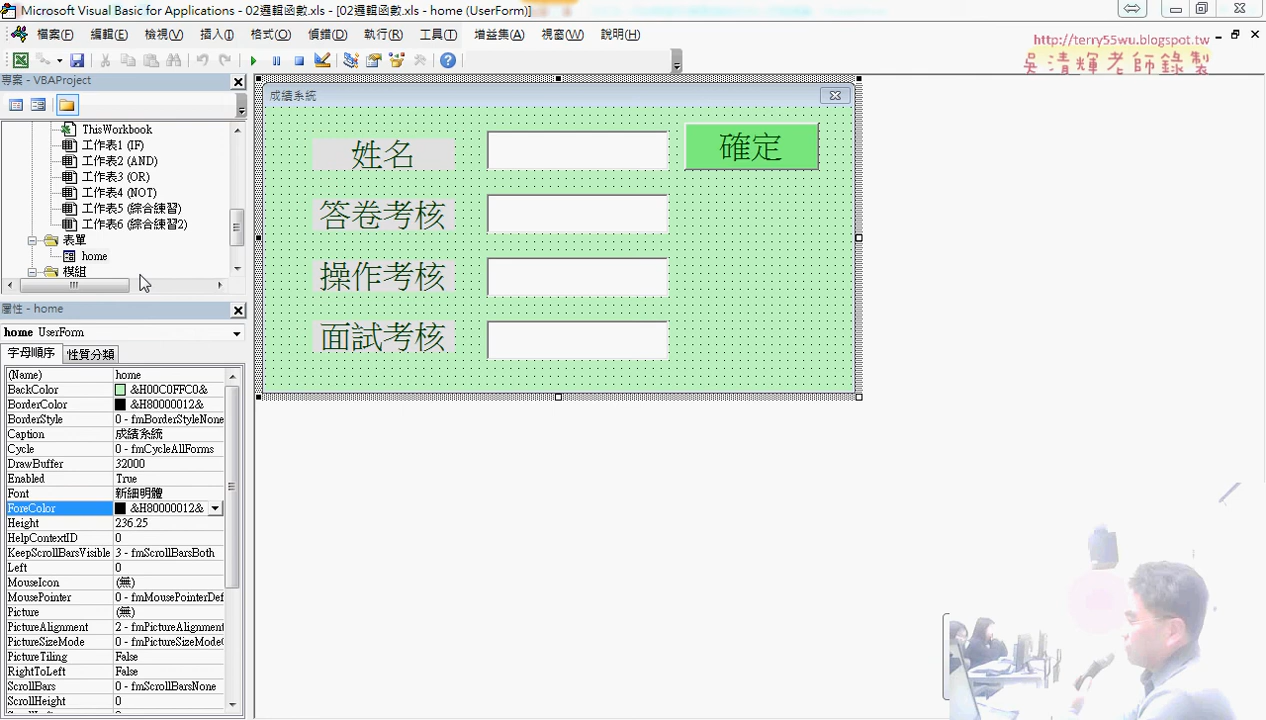 Microsoft Visual Basic for Applications - 02邏輯函數.xls - [02邏輯函數.xls - home (UserForm)]
檔案(F) 編輯(E) 檢視(V) 插入(I) 格式(O) 偵錯(D) 執行(R) 工具(T) 增益集(A) 視窗(W) 說明(H)
http://terry55wu.blogspot.tw
吳清輝老師錄製
專案 - VBAProject
ThisWorkbook
工作表1 (IF)
工作表2 (AND)
工作表3 (OR)
工作表4 (NOT)
工作表5 (綜合練習)
工作表6 (綜合練習2)
表單
home
模組
屬性 - home
home UserForm
字母順序 性質分類
(Name) home
BackColor &H00C0FFC0&
BorderColor &H80000012&
BorderStyle 0 - fmBorderStyleNone
Caption 成績系統
Cycle 0 - fmCycleAllForms
DrawBuffer 32000
Enabled True
Font 新細明體
ForeColor &H80000012&
Height 236.25
HelpContextID 0
KeepScrollBarsVisible 3 - fmScrollBarsBoth
Left 0
MouseIcon (無)
MousePointer 0 - fmMousePointerDef
Picture (無)
PictureAlignment 2 - fmPictureAlignment
PictureSizeMode 0 - fmPictureSizeMode
PictureTiling False
RightToLeft False
ScrollBars 0 - fmScrollBarsNone
ScrollHeight 0
成績系統
姓名 確定
答卷考核
操作考核
面試考核